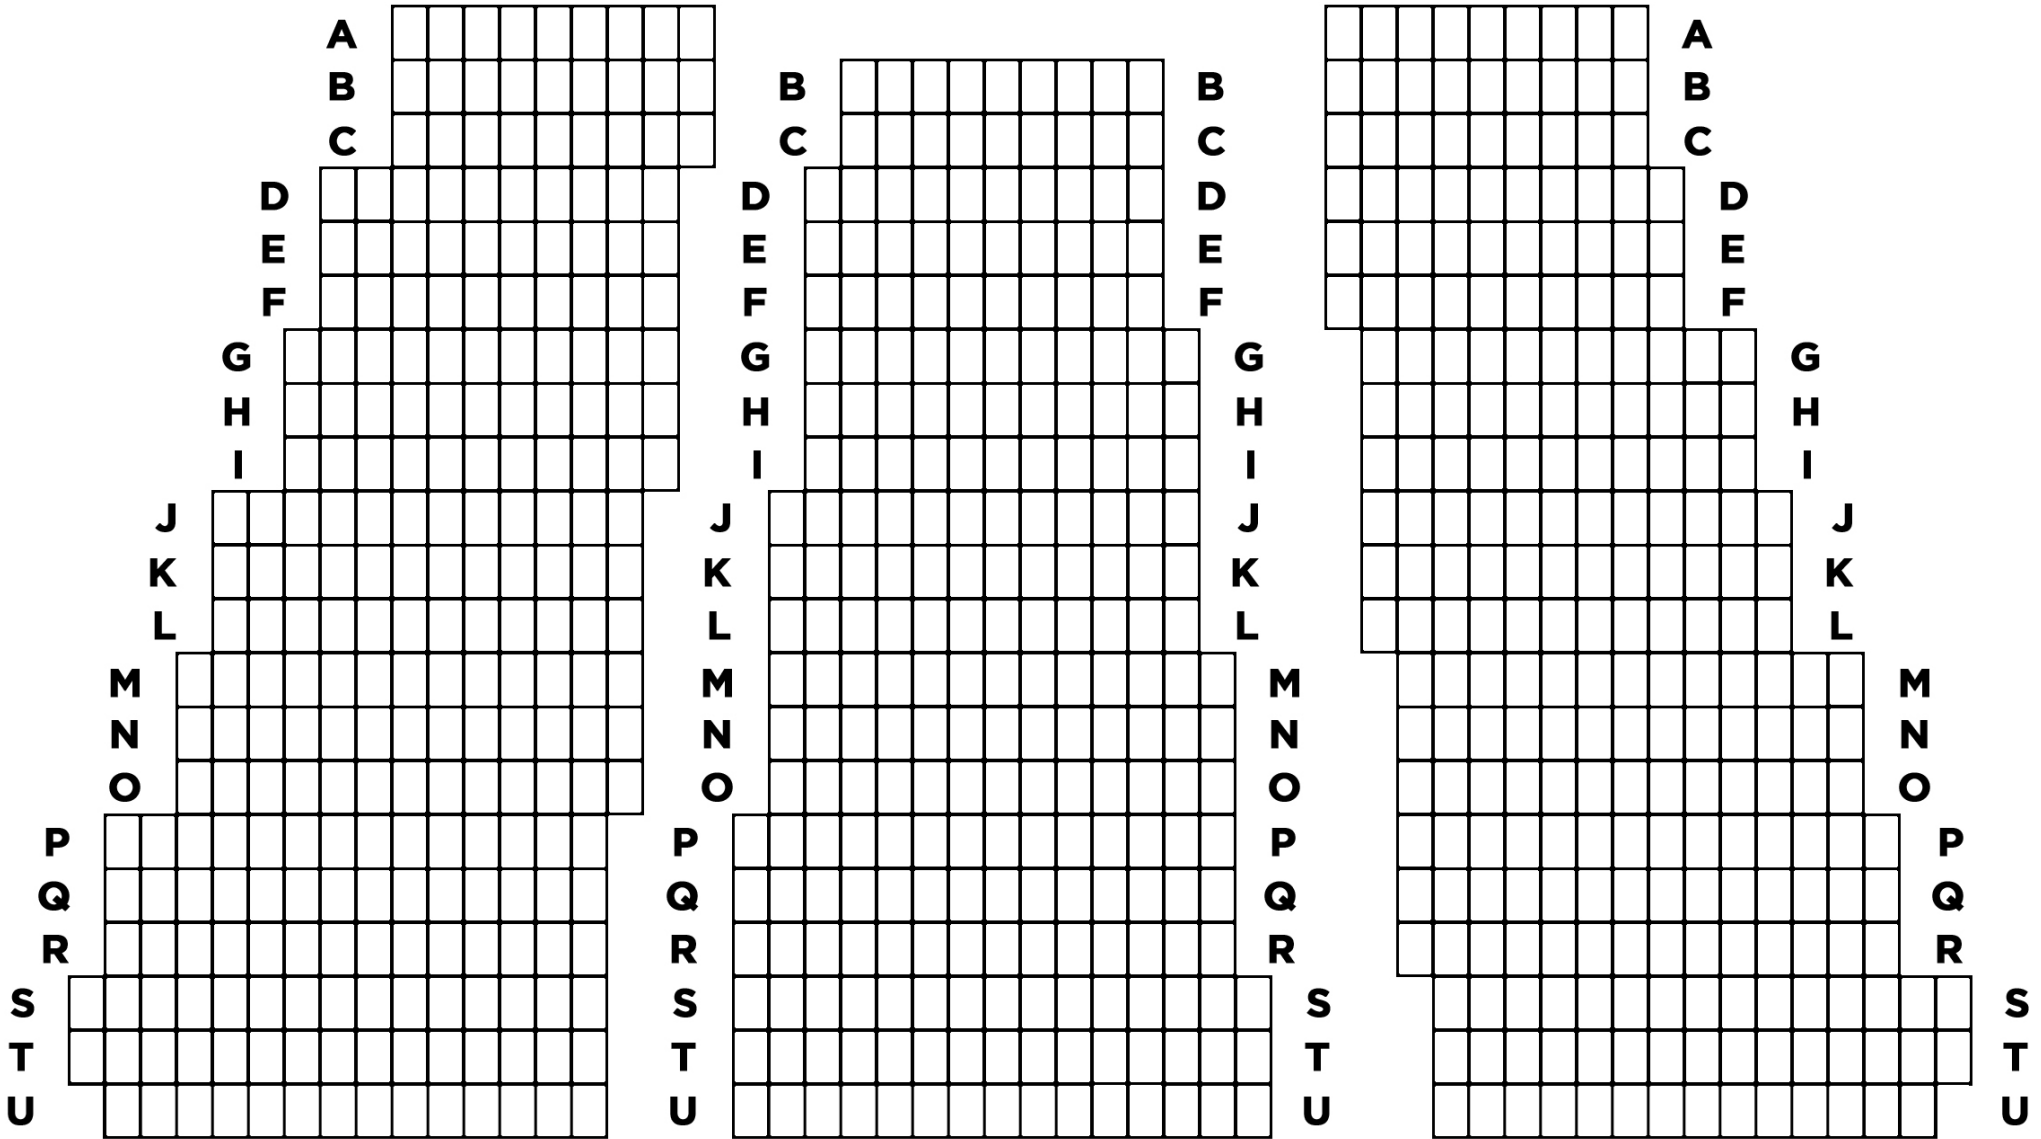 A A
B B B B
C C C C
D D D D
E E E E
F F F F
G G G G
H H H H
I I I I
J J J J
K K K K
L L L L
M M M M
N N N N
O O O O
P P P P
Q Q Q Q
R R R R
S S S S
T T T T
U U U U